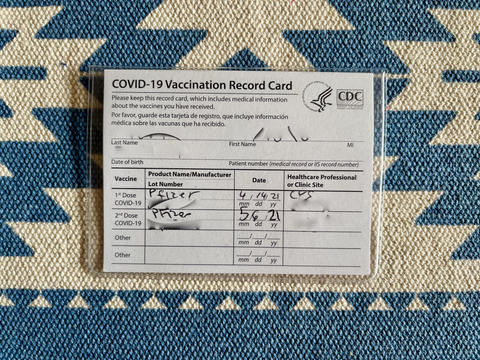 COVID-19 Vaccination Record Card
CDC
Please keep this record card, which includes medical information
about the vaccines you have received.
Por favor, guarde esta tarjeta de registro, que incluye información
médica sobre las vacunas que ha recibido.
Last Name First Name MI
Date of birth Patient number (medical record or IIS record number)
Vaccine Product Name/Manufacturer Date Healthcare Professional
Lot Number or Clinic Site
1st Dose Pfizer 4/14/21 CVS
COVID-19 mm dd yy
2nd Dose Pfizer 5/6/21
COVID-19 mm dd yy
Other / /
mm dd yy
Other / /
mm dd yy